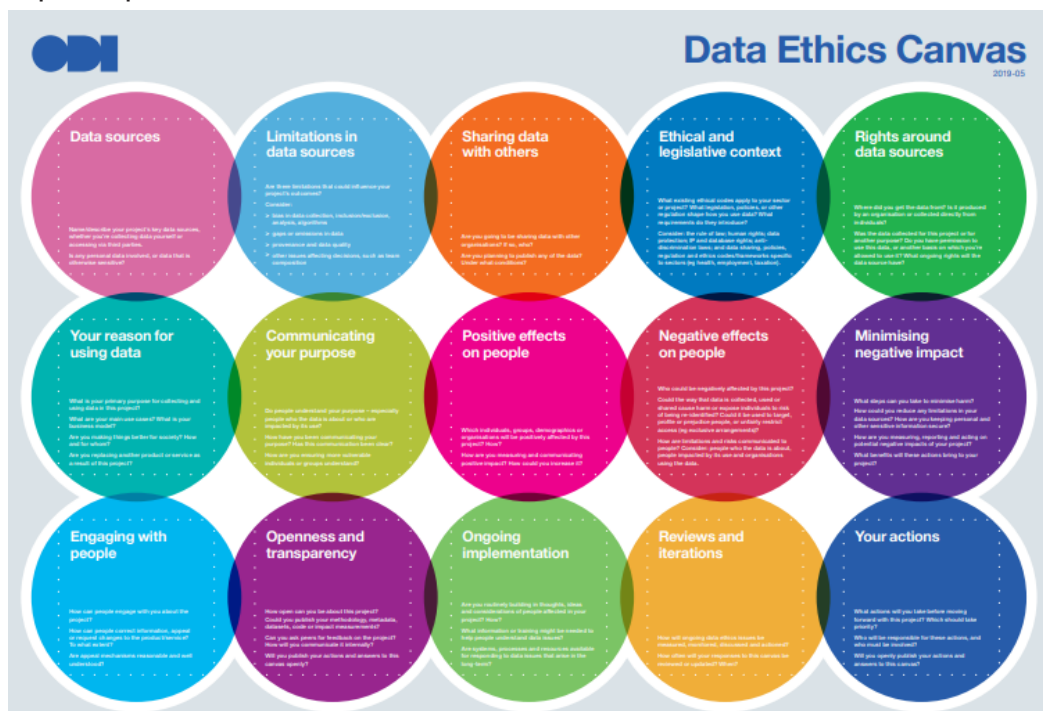 ODI
Data Ethics Canvas
2019-05
Data sources
Name/describe your project's key data sources,
whether you're collecting data yourself or
accessing via third parties.
Is any personal data involved, or data that is
otherwise sensitive?
Limitations in
data sources
Are there limitations that could influence your
project's outcomes?
Consider:
> bias in data collection, inclusion/exclusion,
analysis, algorithms
> gaps or omissions in data
> provenance and data quality
> other issues affecting decisions, such as team
composition
Sharing data
with others
Are you going to be sharing data with other
organisations? If so, who?
Are you planning to publish any of the data?
Under what conditions?
Ethical and
legislative context
What existing ethical codes apply to your sector
or project? What legislation, policies, or other
regulation shape how you use data? What
requirements do they introduce?
Consider: the role of law; human rights; data
protection; IP and database rights; anti-
discrimination laws; and data sharing, policies,
regulation and ethics codes/frameworks specific
to sectors (eg health, employment, taxation).
Rights around
data sources
Where did you get the data from? Is it produced
by an organisation or collected directly from
individuals?
Was the data collected for this project or for
another purpose? Do you have permission to
use this data, or another basis on which you're
allowed to use it? What ongoing rights will the
data source have?
Your reason for
using data
What is your primary purpose for collecting and
using data in this project?
What are your main use cases? What is your
business model?
Are you making things better for society? How
and for whom?
Are you replacing another product or service as
a result of this project?
Communicating
your purpose
Do people understand your purpose – especially
people who the data is about or who are
impacted by its use?
How have you been communicating your
purpose? Has this communication been clear?
How are you ensuring more vulnerable
individuals or groups understand?
Positive effects
on people
Which individuals, groups, demographics or
organisations will be positively affected by this
project? How?
How are you measuring and communicating
positive impact? How could you increase it?
Negative effects
on people
Who could be negatively affected by this project?
Could the way that data is collected, used or
shared cause harm or expose individuals to risk
of being re-identified? Could it be used to target,
profile or prejudice people, or unfairly restrict
access (eg exclusive arrangements)?
How are limitations and risks communicated to
people? Consider: people who the data is about,
people impacted by its use and organisations
using the data.
Minimising
negative impact
What steps can you take to minimise harm?
How could you reduce any limitations in your
data sources? How are you keeping personal and
other sensitive information secure?
How are you measuring, reporting and acting on
potential negative impacts of your project?
What benefits will these actions bring to your
project?
Engaging with
people
How can people engage with you about the
project?
How can people correct information, appeal
or request changes to the product/service?
To what extent?
Are appeal mechanisms reasonable and well
understood?
Openness and
transparency
How open can you be about this project?
Could you publish your methodology, metadata,
datasets, code or impact measurements?
Can you ask peers for feedback on the project?
How will you communicate it internally?
Will you publish your actions and answers to this
canvas openly?
Ongoing
implementation
Are you routinely building in thoughts, ideas
and considerations of people affected in your
project? How?
What information or training might be needed to
help people understand data issues?
Are systems, processes and resources available
for responding to data issues that arise in the
long-term?
Reviews and
iterations
How will ongoing data ethics issues be
measured, monitored, discussed and actioned?
How often will your responses to this canvas be
reviewed or updated? When?
Your actions
What actions will you take before moving
forward with this project? Which should take
priority?
Who will be responsible for these actions, and
who must be involved?
Will you openly publish your actions and
answers to this canvas?